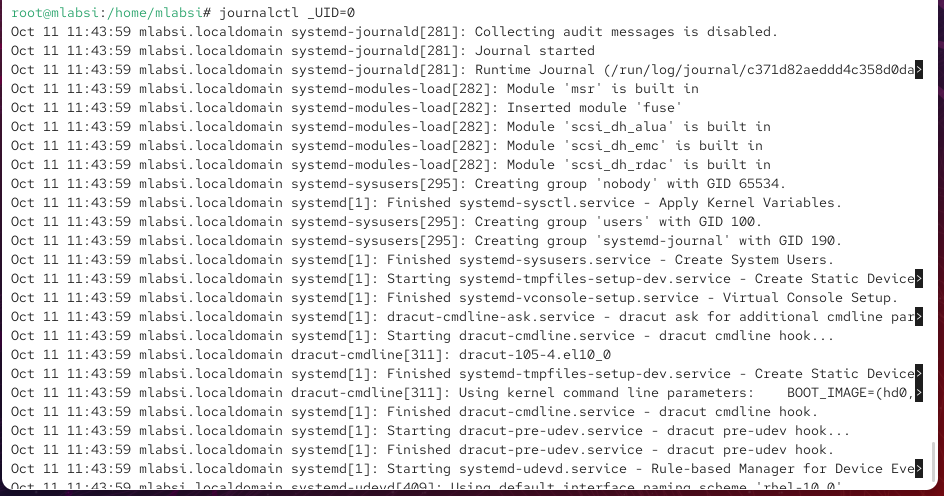 root@mlabsi:/home/mlabsi# journalctl _UID=0
Oct 11 11:43:59 mlabsi.localdomain systemd-journald[281]: Collecting audit messages is disabled.
Oct 11 11:43:59 mlabsi.localdomain systemd-journald[281]: Journal started
Oct 11 11:43:59 mlabsi.localdomain systemd-journald[281]: Runtime Journal (/run/log/journal/c371d82aeddd4c358d0da>
Oct 11 11:43:59 mlabsi.localdomain systemd-modules-load[282]: Module 'msr' is built in
Oct 11 11:43:59 mlabsi.localdomain systemd-modules-load[282]: Inserted module 'fuse'
Oct 11 11:43:59 mlabsi.localdomain systemd-modules-load[282]: Module 'scsi_dh_alua' is built in
Oct 11 11:43:59 mlabsi.localdomain systemd-modules-load[282]: Module 'scsi_dh_emc' is built in
Oct 11 11:43:59 mlabsi.localdomain systemd-modules-load[282]: Module 'scsi_dh_rdac' is built in
Oct 11 11:43:59 mlabsi.localdomain systemd-sysusers[295]: Creating group 'nobody' with GID 65534.
Oct 11 11:43:59 mlabsi.localdomain systemd[1]: Finished systemd-sysctl.service - Apply Kernel Variables.
Oct 11 11:43:59 mlabsi.localdomain systemd-sysusers[295]: Creating group 'users' with GID 100.
Oct 11 11:43:59 mlabsi.localdomain systemd-sysusers[295]: Creating group 'systemd-journal' with GID 190.
Oct 11 11:43:59 mlabsi.localdomain systemd[1]: Finished systemd-sysusers.service - Create System Users.
Oct 11 11:43:59 mlabsi.localdomain systemd[1]: Starting systemd-tmpfiles-setup-dev.service - Create Static Device>
Oct 11 11:43:59 mlabsi.localdomain systemd[1]: Finished systemd-vconsole-setup.service - Virtual Console Setup.
Oct 11 11:43:59 mlabsi.localdomain systemd[1]: dracut-cmdline-ask.service - dracut ask for additional cmdline par>
Oct 11 11:43:59 mlabsi.localdomain systemd[1]: Starting dracut-cmdline.service - dracut cmdline hook...
Oct 11 11:43:59 mlabsi.localdomain dracut-cmdline[311]: dracut-105-4.el10_0
Oct 11 11:43:59 mlabsi.localdomain systemd[1]: Finished systemd-tmpfiles-setup-dev.service - Create Static Device>
Oct 11 11:43:59 mlabsi.localdomain dracut-cmdline[311]: Using kernel command line parameters:    BOOT_IMAGE=(hd0,>
Oct 11 11:43:59 mlabsi.localdomain systemd[1]: Finished dracut-cmdline.service - dracut cmdline hook.
Oct 11 11:43:59 mlabsi.localdomain systemd[1]: Starting dracut-pre-udev.service - dracut pre-udev hook...
Oct 11 11:43:59 mlabsi.localdomain systemd[1]: Finished dracut-pre-udev.service - dracut pre-udev hook.
Oct 11 11:43:59 mlabsi.localdomain systemd[1]: Starting systemd-udevd.service - Rule-based Manager for Device Eve>
Oct 11 11:43:59 mlabsi.localdomain systemd-udevd[409]: Using default interface naming scheme 'rhel-10.0'